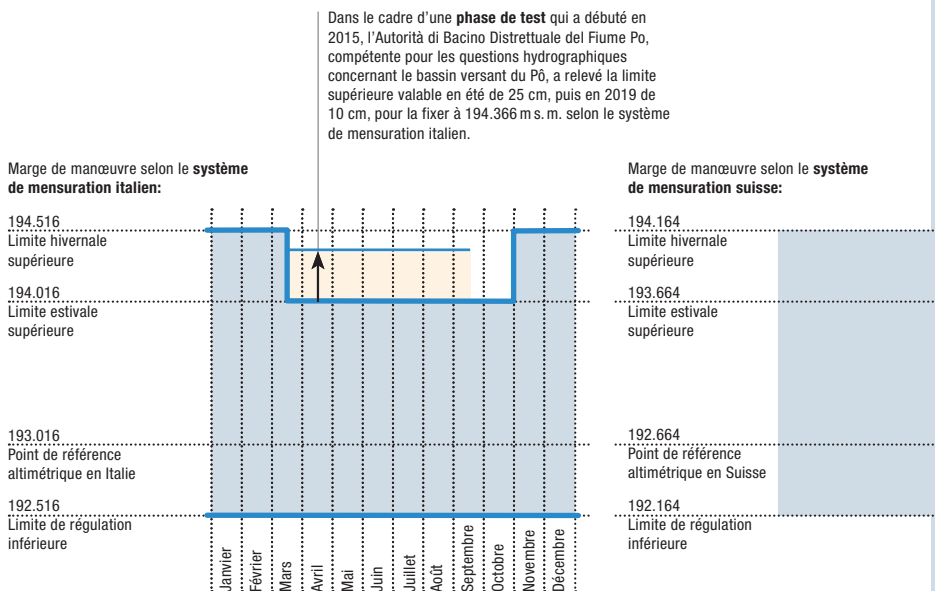 Dans le cadre d'une phase de test qui a débuté en
2015, l'Autorità di Bacino Distrettuale del Fiume Po,
compétente pour les questions hydrographiques
concernant le bassin versant du Pô, a relevé la limite
supérieure valable en été de 25 cm, puis en 2019 de
10 cm, pour la fixer à 194.366 m s. m. selon le système
de mensuration italien.
Marge de manœuvre selon le système
de mensuration italien:
194.516
Limite hivernale
supérieure
194.016
Limite estivale
supérieure
193.016
Point de référence
altimétrique en Italie
192.516
Limite de régulation
inférieure
Janvier
Février
Mars
Avril
Mai
Juin
Juillet
Août
Septembre
Octobre
Novembre
Décembre
Marge de manœuvre selon le système
de mensuration suisse:
194.164
Limite hivernale
supérieure
193.664
Limite estivale
supérieure
192.664
Point de référence
altimétrique en Suisse
192.164
Limite de régulation
inférieure